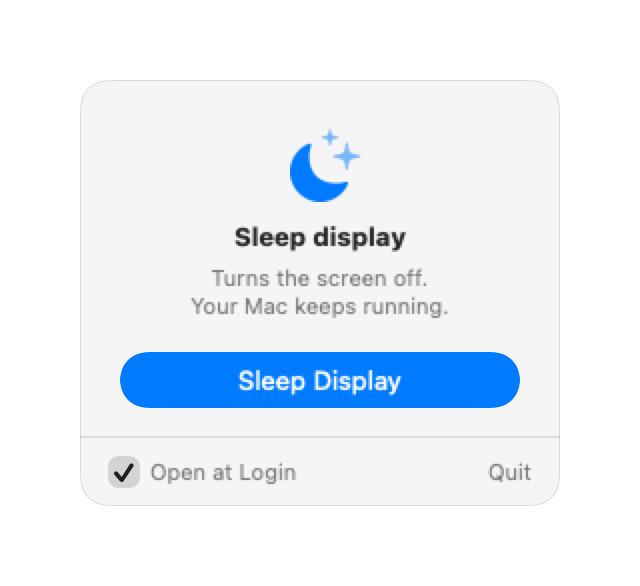 Sleep display
Turns the screen off.
Your Mac keeps running.
Sleep Display
Open at Login
Quit